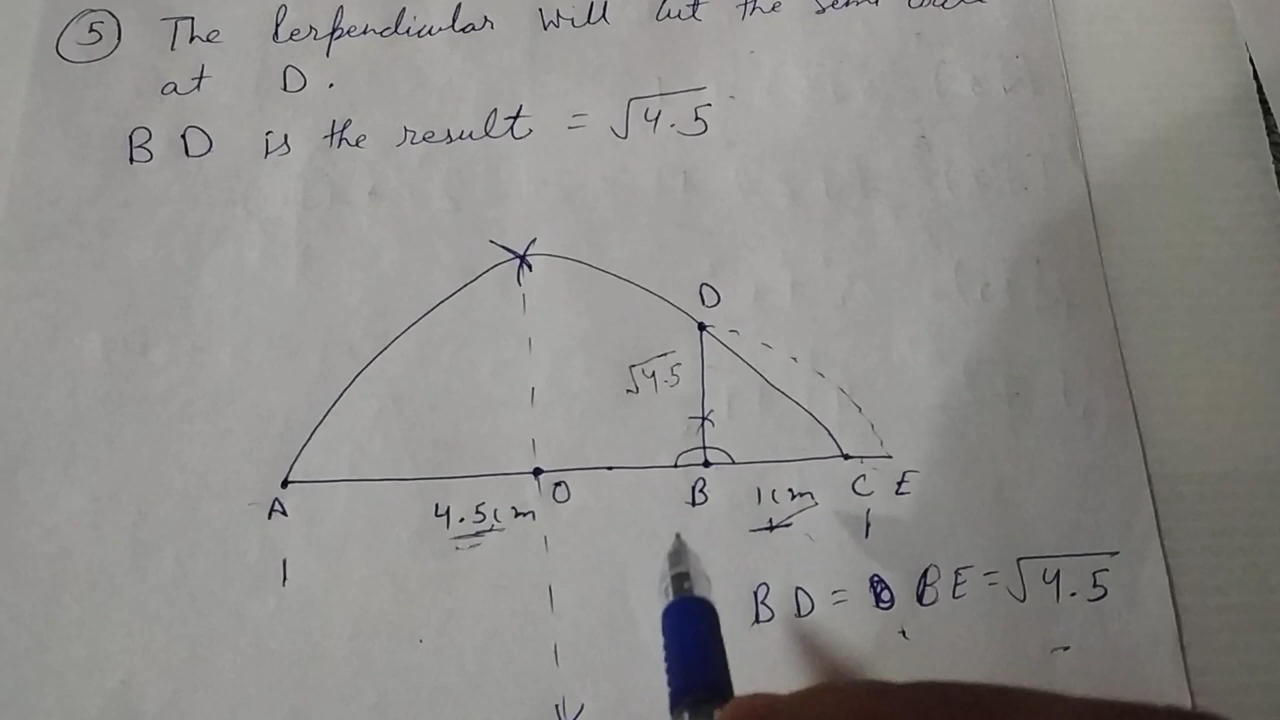 5 The Perpendicular will cut the semi
at D.
BD is the result = √4.5
D
√4.5
A
4.5cm
O
B
1cm
C
E
BD = BE = √4.5